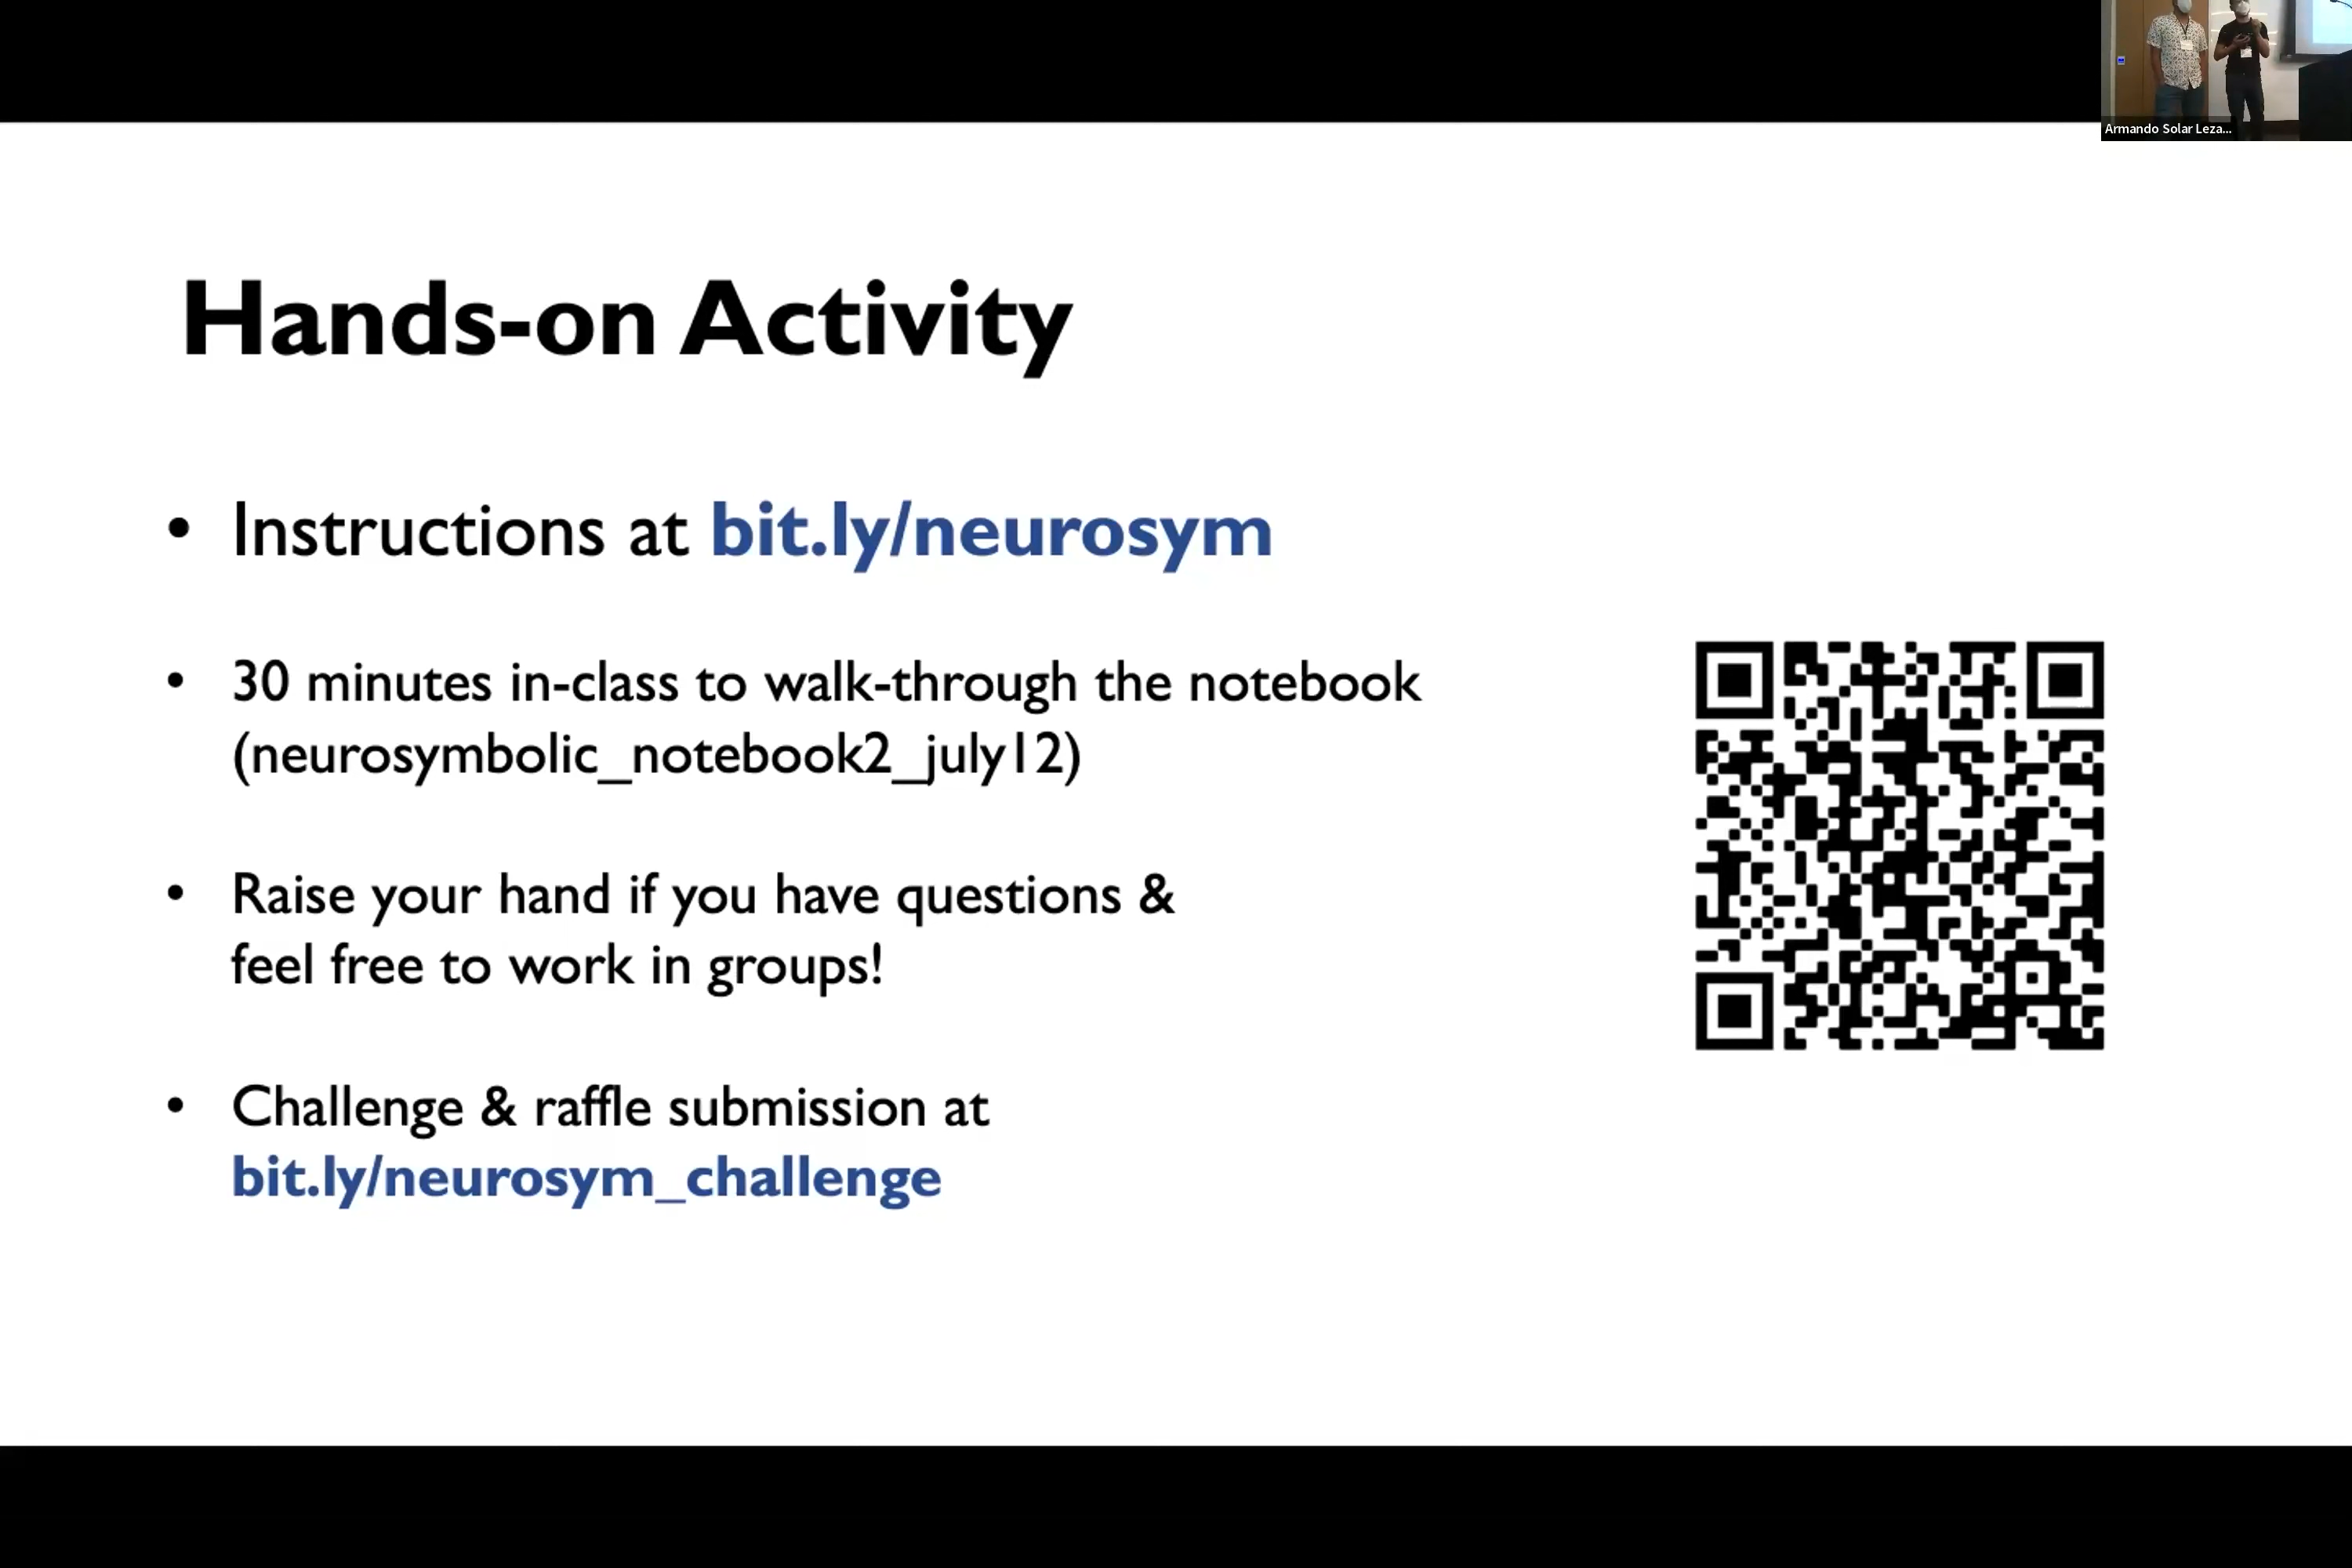 Armando Solar Leza...
Hands-on Activity
• Instructions at bit.ly/neurosym
• 30 minutes in-class to walk-through the notebook
(neurosymbolic_notebook2_july12)
• Raise your hand if you have questions &
feel free to work in groups!
• Challenge & raffle submission at
bit.ly/neurosym_challenge